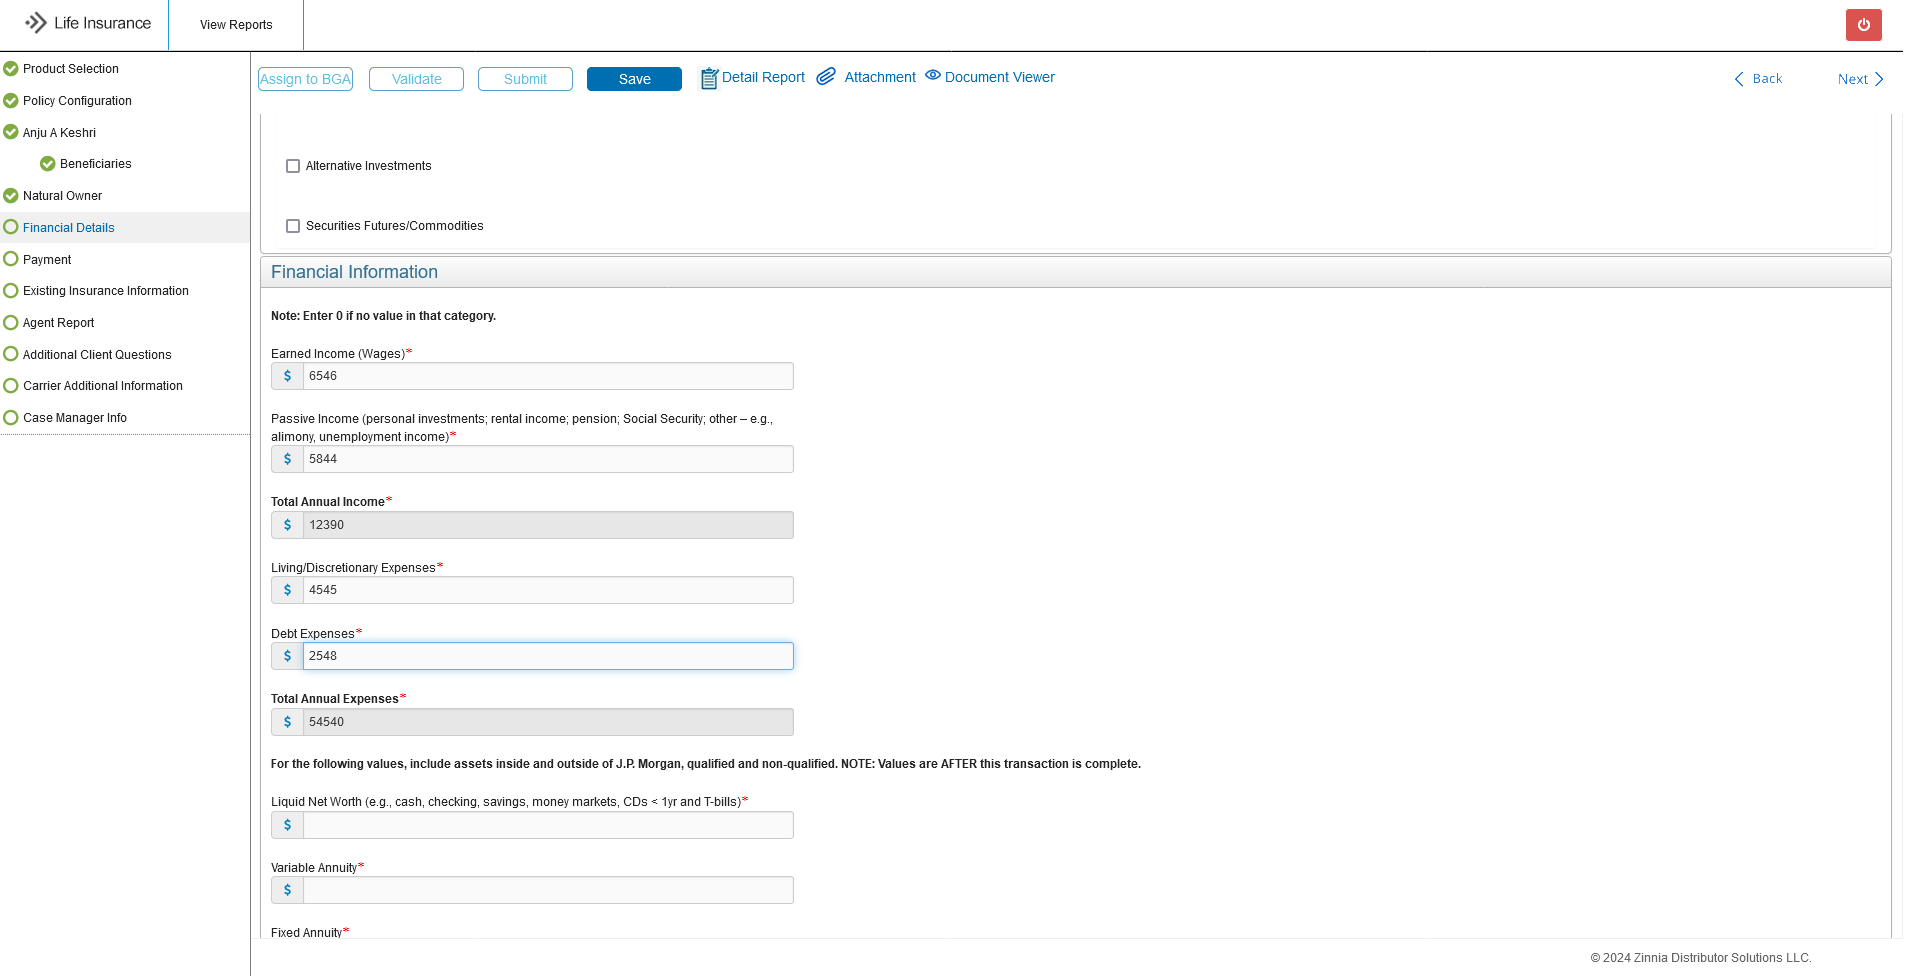 Life Insurance
View Reports
Product Selection
Policy Configuration
Anju A Keshri
Beneficiaries
Natural Owner
Financial Details
Payment
Existing Insurance Information
Agent Report
Additional Client Questions
Carrier Additional Information
Case Manager Info
Assign to BGA
Validate
Submit
Save
Detail Report
Attachment
Document Viewer
Back
Next
Alternative Investments
Securities Futures/Commodities
Financial Information
Note: Enter 0 if no value in that category.
Earned Income (Wages)*
$ 6546
Passive Income (personal investments; rental income; pension; Social Security; other – e.g.,
alimony, unemployment income)*
$ 5844
Total Annual Income*
$ 12390
Living/Discretionary Expenses*
$ 4545
Debt Expenses*
$ 2548
Total Annual Expenses*
$ 54540
For the following values, include assets inside and outside of J.P. Morgan, qualified and non-qualified. NOTE: Values are AFTER this transaction is complete.
Liquid Net Worth (e.g., cash, checking, savings, money markets, CDs < 1yr and T-bills)*
$
Variable Annuity*
$
Fixed Annuity*
© 2024 Zinnia Distributor Solutions LLC.